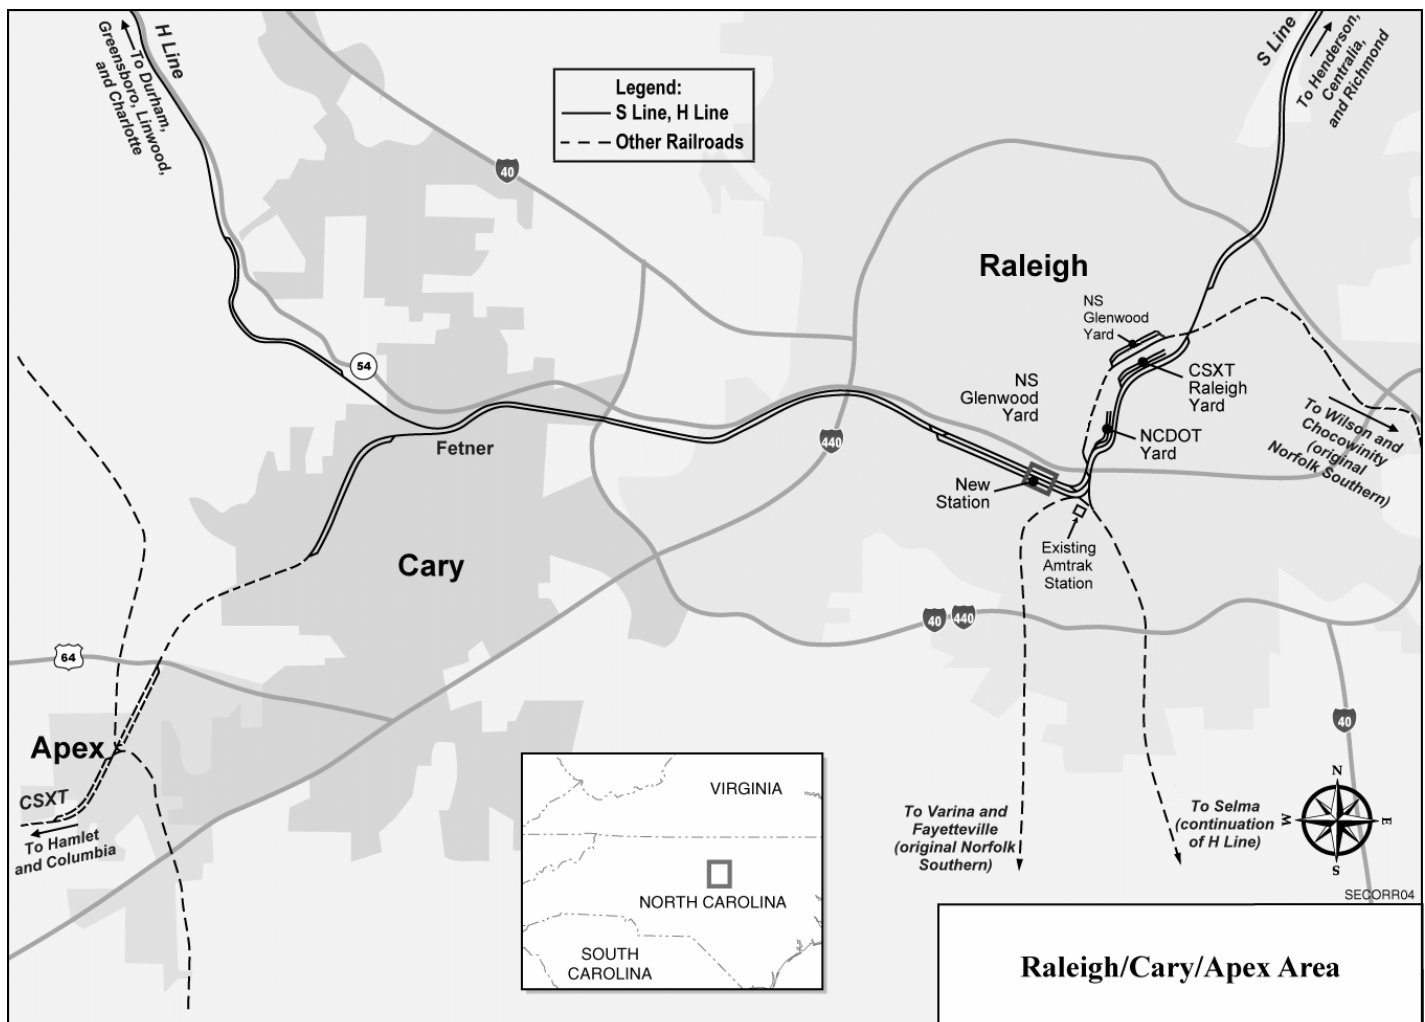 H Line
To Durham,
Greensboro, Linwood,
and Charlotte
S Line
To Henderson,
Centralia,
and Richmond
Legend:
S Line, H Line
Other Railroads
40
Raleigh
NS
Glenwood
Yard
54
CSXT
Raleigh
Yard
NS
Glenwood
Yard
To Wilson and
Chocowinity
(original
Norfolk Southern)
440
Fetner
NCDOT
Yard
New
Station
Cary
Existing
Amtrak
Station
40
440
64
Apex
40
CSXT
To Hamlet
and Columbia
VIRGINIA
NORTH CAROLINA
SOUTH
CAROLINA
To Varina and
Fayetteville
(original Norfolk
Southern)
To Selma
(continuation
of H Line)
N
W
E
S
SECORR04
Raleigh/Cary/Apex Area